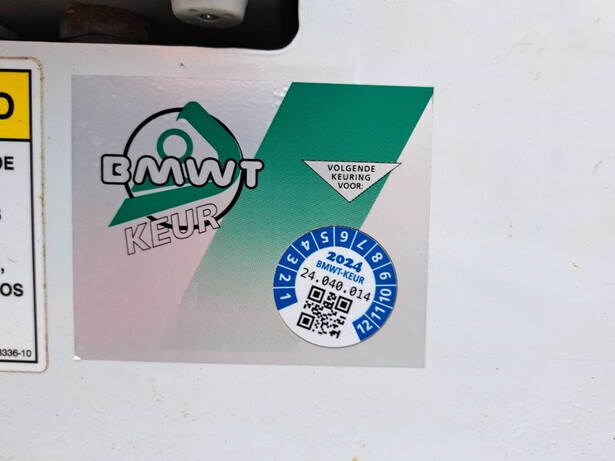 O
DE
S
,
OS
3336-10
BMWT
KEUR
VOLGENDE
KEURING
VOOR:
1 2 3 4 5 6 7 8 9 10 11 12
2024
BMWT-KEUR
24.040.014